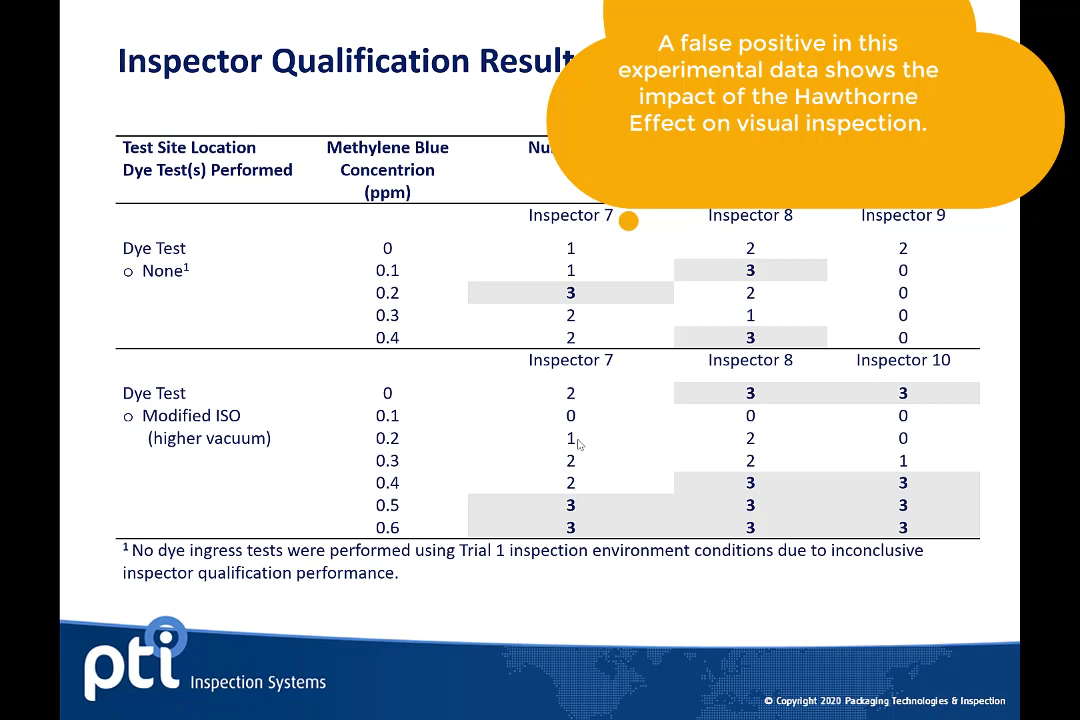 A false positive in this
experimental data shows the
impact of the Hawthorne
Effect on visual inspection.
Inspector Qualification Result
Test Site Location Methylene Blue
Dye Test(s) Performed Concentrion
(ppm)
Inspector 7 Inspector 8 Inspector 9
Dye Test 0 1 2 2
o None¹ 0.1 1 3 0
0.2 3 2 0
0.3 2 1 0
0.4 2 3 0
Inspector 7 Inspector 8 Inspector 10
Dye Test 0 2 3 3
o Modified ISO 0.1 0 0 0
(higher vacuum) 0.2 1 2 0
0.3 2 2 1
0.4 2 3 3
0.5 3 3 3
0.6 3 3 3
¹ No dye ingress tests were performed using Trial 1 inspection environment conditions due to inconclusive
inspector qualification performance.
pti Inspection Systems
© Copyright 2020 Packaging Technologies & Inspection